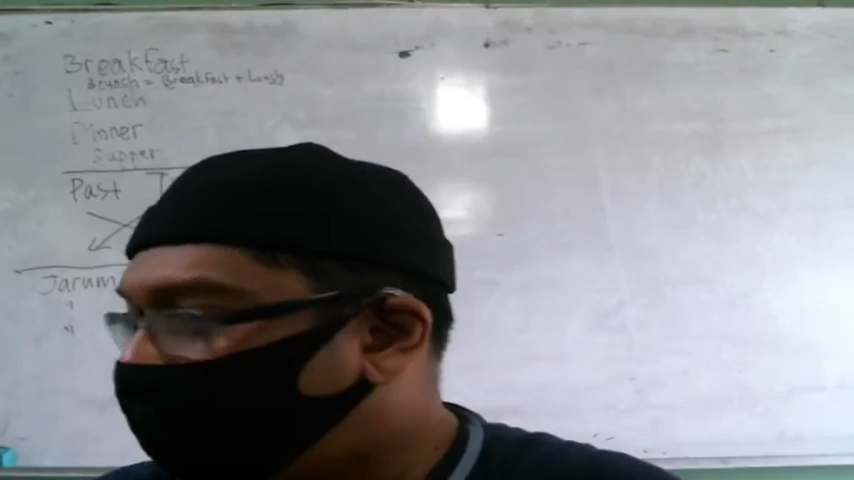 Breakfast
Brunch = Breakfast + Lunch
Lunch
Dinner
Supper
Past
Jarum
"
"